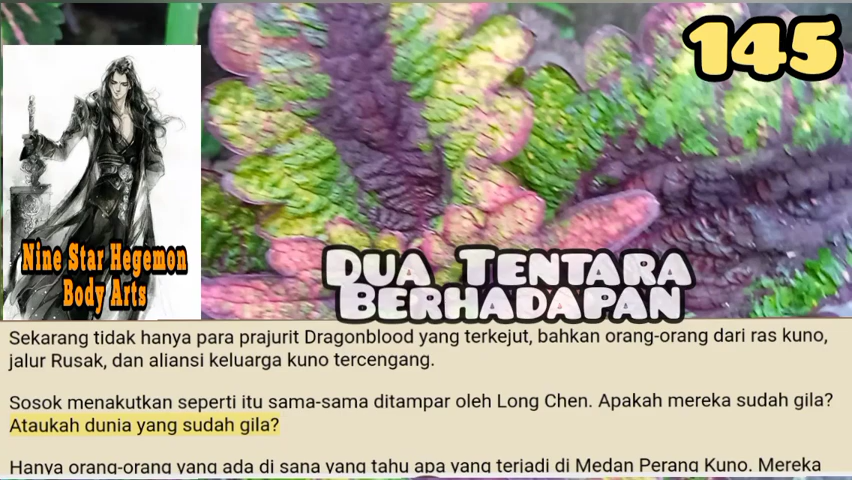 145
Nine Star Hegemon
Body Arts
Dua Tentara
Berhadapan
Sekarang tidak hanya para prajurit Dragonblood yang terkejut, bahkan orang-orang dari ras kuno,
jalur Rusak, dan aliansi keluarga kuno tercengang.
Sosok menakutkan seperti itu sama-sama ditampar oleh Long Chen. Apakah mereka sudah gila?
Ataukah dunia yang sudah gila?
Hanya orang-orang yang ada di sana yang tahu apa yang terjadi di Medan Perang Kuno. Mereka